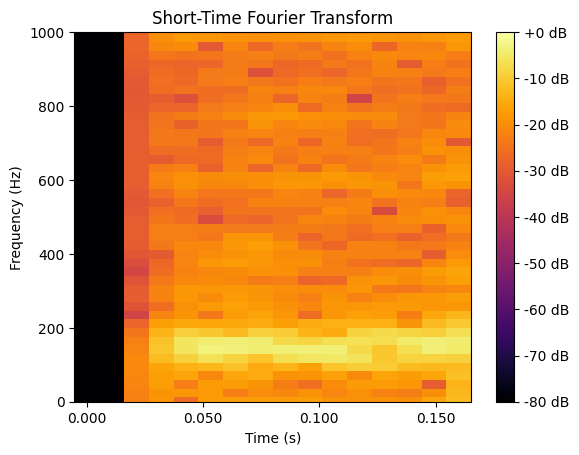 Short-Time Fourier Transform
Frequency (Hz)
1000
800
600
400
200
0
0.000
0.050
0.100
0.150
Time (s)
+0 dB
-10 dB
-20 dB
-30 dB
-40 dB
-50 dB
-60 dB
-70 dB
-80 dB